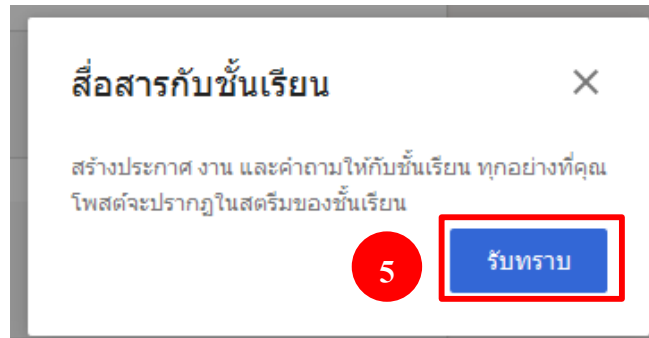 สื่อสารกับชั้นเรียน
สร้างประกาศ งาน และคำถามให้กับชั้นเรียน ทุกอย่างที่คุณ
โพสต์จะปรากฏในสตรีมของชั้นเรียน
5
รับทราบ